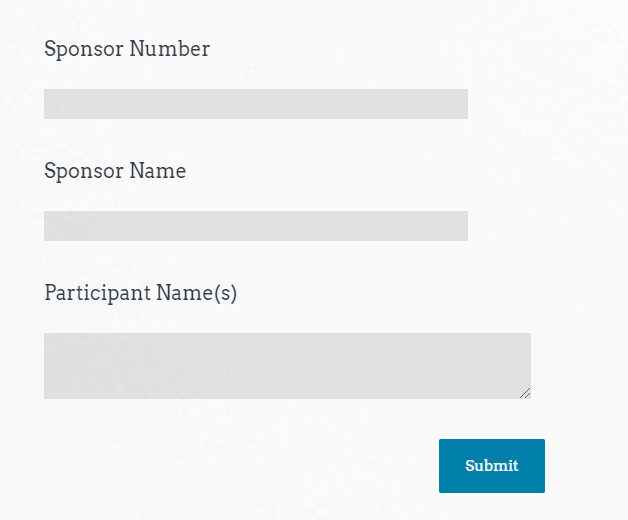 Sponsor Number
Sponsor Name
Participant Name(s)
Submit